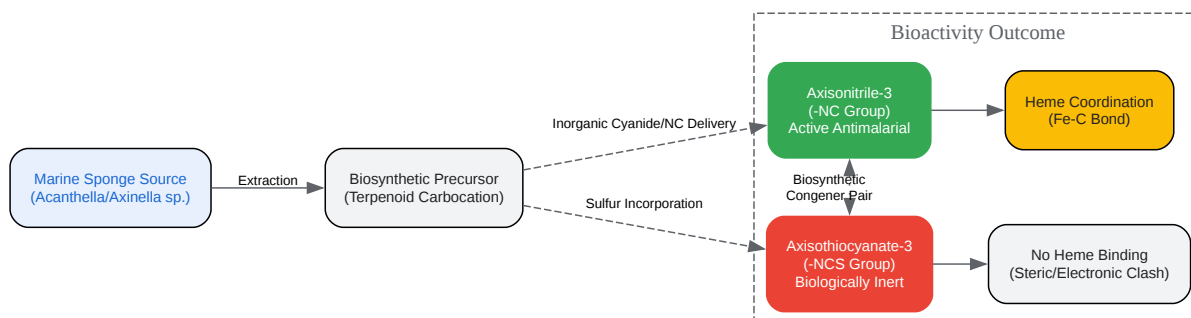 Bioactivity Outcome
Marine Sponge Source
(Acanthella/Axinella sp.)
Extraction
Biosynthetic Precursor
(Terpenoid Carbocation)
Inorganic Cyanide/NC Delivery
Sulfur Incorporation
Axisonitrile-3
(-NC Group)
Active Antimalarial
Heme Coordination
(Fe-C Bond)
Biosynthetic
Congener Pair
Axisothiocyanate-3
(-NCS Group)
Biologically Inert
No Heme Binding
(Steric/Electronic Clash)